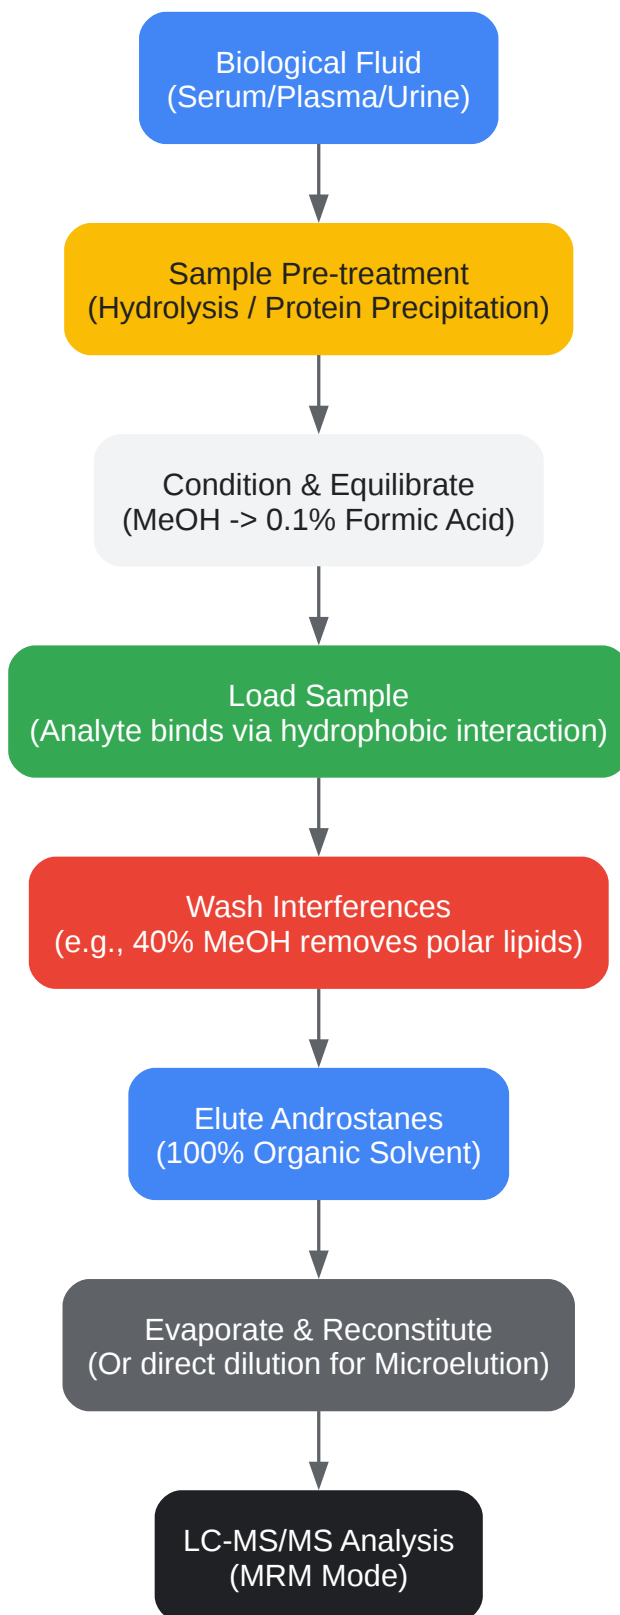 Biological Fluid
(Serum/Plasma/Urine)
Sample Pre-treatment
(Hydrolysis / Protein Precipitation)
Condition & Equilibrate
(MeOH -> 0.1% Formic Acid)
Load Sample
(Analyte binds via hydrophobic interaction)
Wash Interferences
(e.g., 40% MeOH removes polar lipids)
Elute Androstanes
(100% Organic Solvent)
Evaporate & Reconstitute
(Or direct dilution for Microelution)
LC-MS/MS Analysis
(MRM Mode)